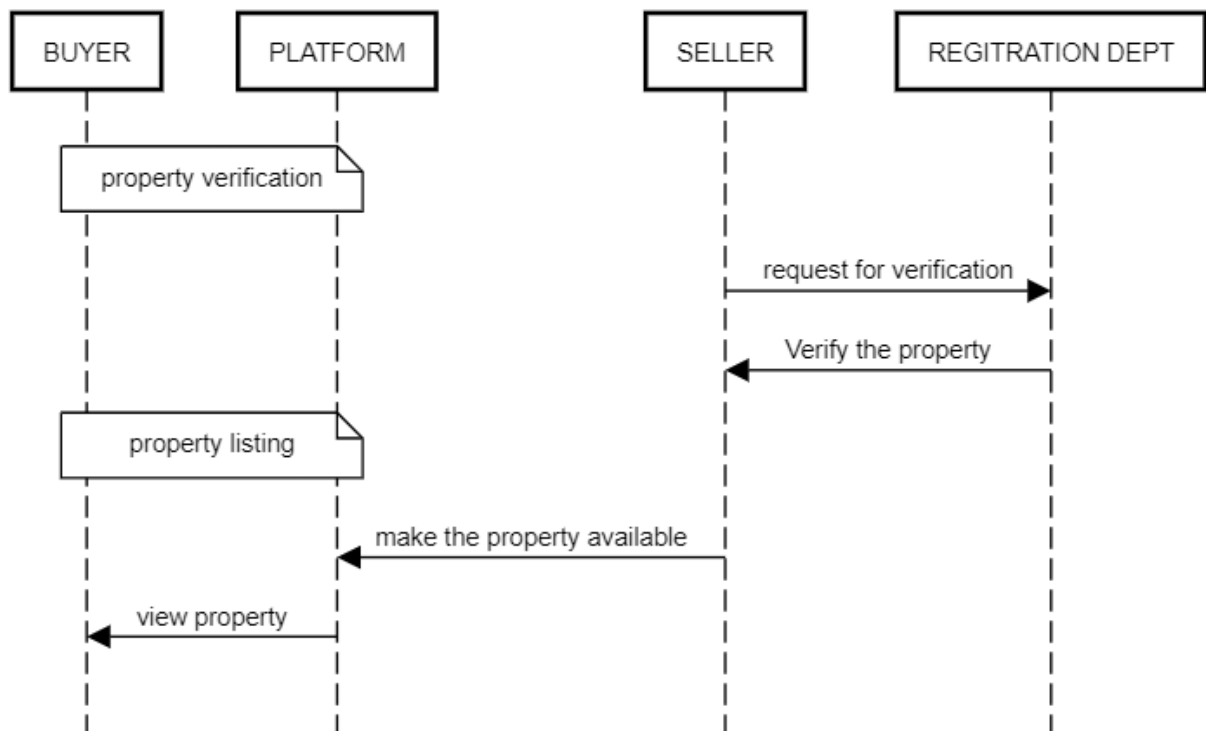 BUYER
PLATFORM
SELLER
REGITRATION DEPT
property verification
request for verification
Verify the property
property listing
make the property available
view property